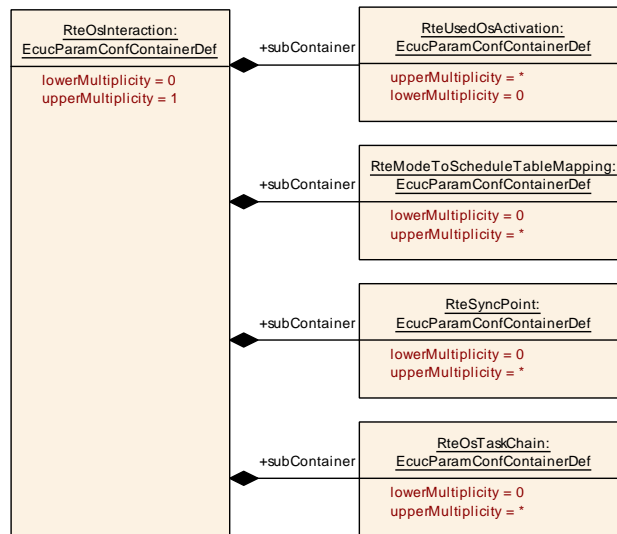 RteOsInteraction:
EcucParamConfContainerDef
lowerMultiplicity = 0
upperMultiplicity = 1
+subContainer
RteUsedOsActivation:
EcucParamConfContainerDef
upperMultiplicity = *
lowerMultiplicity = 0
+subContainer
RteModeToScheduleTableMapping:
EcucParamConfContainerDef
lowerMultiplicity = 0
upperMultiplicity = *
+subContainer
RteSyncPoint:
EcucParamConfContainerDef
lowerMultiplicity = 0
upperMultiplicity = *
+subContainer
RteOsTaskChain:
EcucParamConfContainerDef
lowerMultiplicity = 0
upperMultiplicity = *